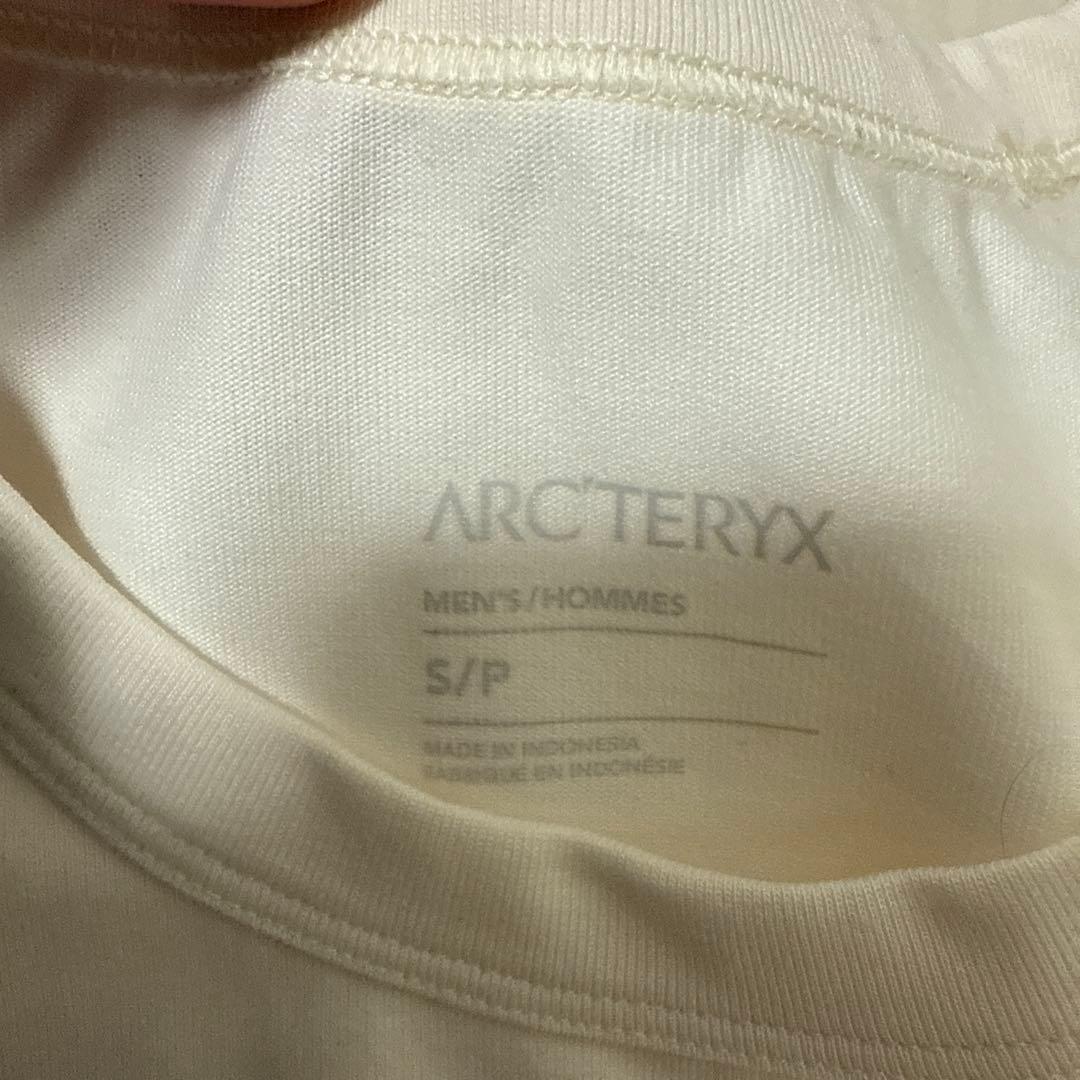 ARC'TERYX
MEN'S/HOMMES
S/P
MADE IN INDONESIA
FABRIQUÉ EN INDONÉSIE